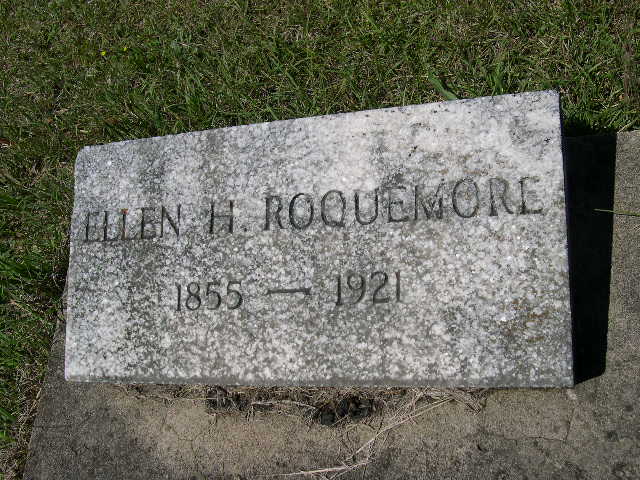 ELLEN H. ROQUEMORE
1855 — 1921